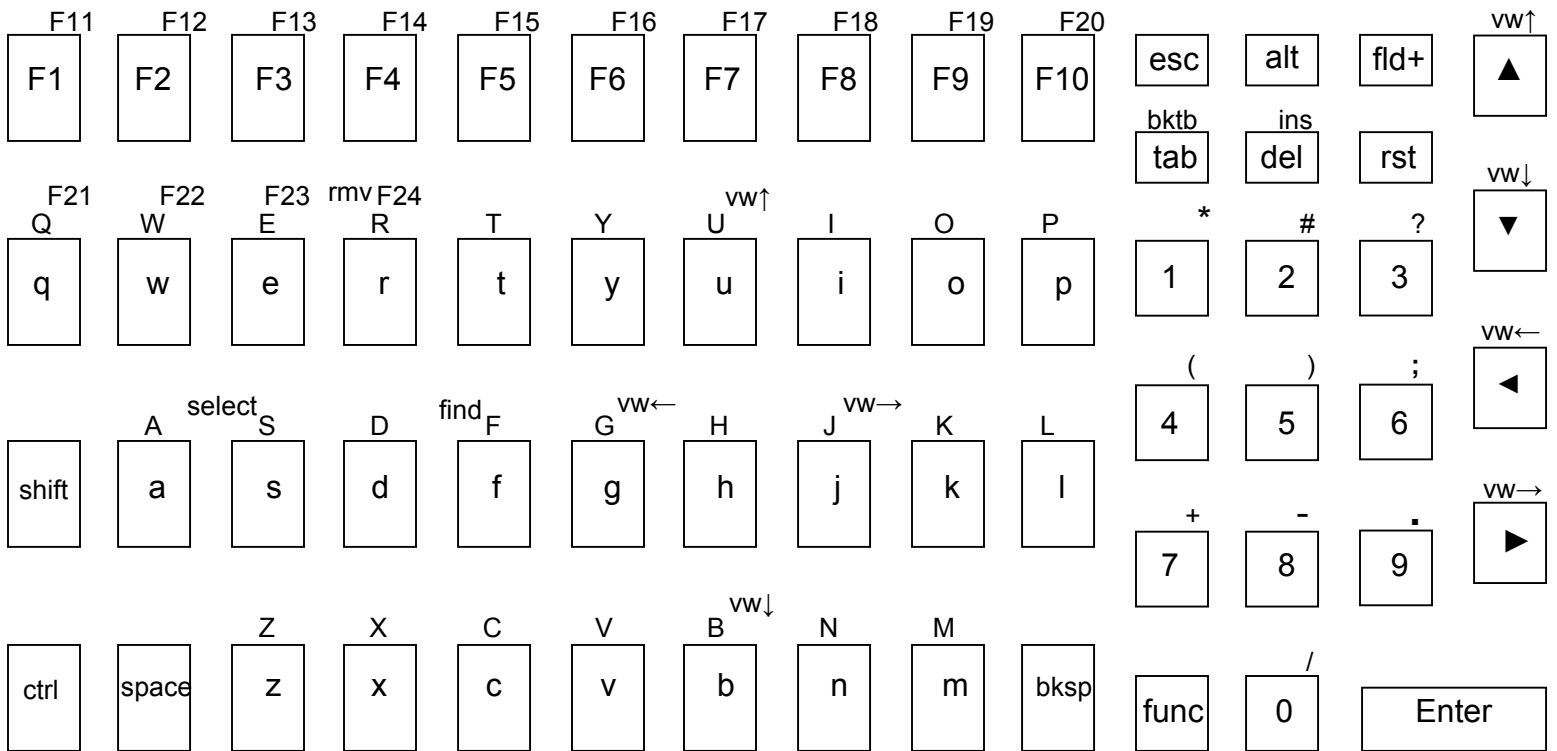 F11 F12 F13 F14 F15 F16 F17 F18 F19 F20 vw↑
F1 F2 F3 F4 F5 F6 F7 F8 F9 F10 esc alt fld+ ▲
bktb ins
tab del rst
F21 F22 F23 rmv F24 vw↑ vw↓
Q W E R T Y U I O P * # ?
q w e r t y u i o p 1 2 3 ▼
vw← 
( ) ;
select find vw← vw→
A S D F G H J K L
4 5 6 ◄
shift a s d f g h j k l vw→
+ - .
7 8 9 ►
vw↓
Z X C V B N M
/
ctrl space z x c v b n m bksp func 0 Enter